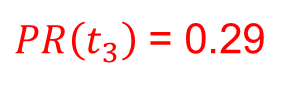 PR(t₃) = 0.29